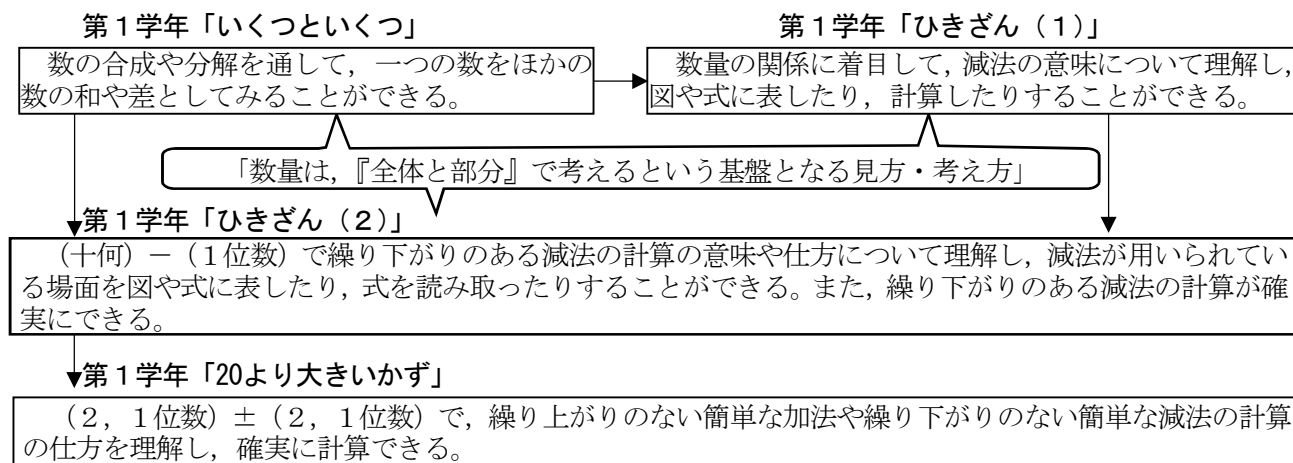 第１学年「いくつといくつ」
数の合成や分解を通して，一つの数をほかの
数の和や差としてみることができる。
第１学年「ひきざん（１）」
数量の関係に着目して，減法の意味について理解し，
図や式に表したり，計算したりすることができる。
「数量は，『全体と部分』で考えるという基盤となる見方・考え方」
第１学年「ひきざん（２）」
（十何）－（１位数）で繰り下がりのある減法の計算の意味や仕方について理解し，減法が用いられてい
る場面を図や式に表したり，式を読み取ったりすることができる。また，繰り下がりのある減法の計算が確
実にできる。
第１学年「20より大きいかず」
（２，１位数）±（２，１位数）で，繰り上がりのない簡単な加法や繰り下がりのない簡単な減法の計算
の仕方を理解し，確実に計算できる。